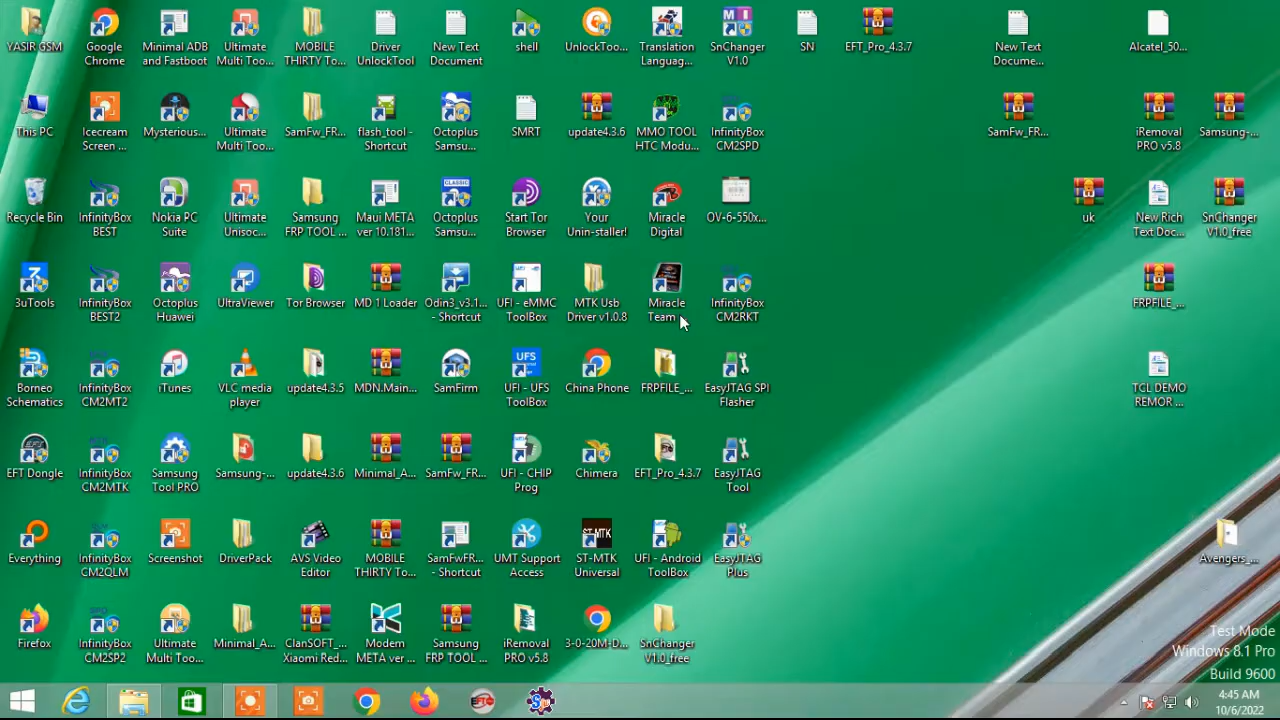 YASIR GSM
Google
Chrome
Minimal ADB
and Fastboot
Ultimate
Multi Too...
MOBILE
THIRTY To...
Driver
UnlockTool
New Text
Document
shell
UnlockToo...
Translation
Languag...
SnChanger
V1.0
SN
EFT_Pro_4.3.7
New Text
Docume...
Alcatel_50...
This PC
Icecream
Screen ...
Mysterious...
Ultimate
Multi Too...
SamFw_FR...
flash_tool -
Shortcut
Octoplus
Samsu...
SMRT
update4.3.6
MMO TOOL
HTC Modu...
InfinityBox
CM2SPD
SamFw_FR...
iRemoval
PRO v5.8
Samsung-...
Recycle Bin
InfinityBox
BEST
Nokia PC
Suite
Ultimate
Unisoc...
Samsung
FRP TOOL ...
Maui META
ver 10.181...
CLASSIC
Octoplus
Samsu...
Start Tor
Browser
Your
Unin-staller!
Miracle
Digital
OV-6-550x...
uk
New Rich
Text Doc...
SnChanger
V1.0_free
3uTools
InfinityBox
BEST2
Octoplus
Huawei
UltraViewer
Tor Browser
MD 1 Loader
Odin3_v3.1...
- Shortcut
UFI - eMMC
ToolBox
MTK Usb
Driver v1.0.8
Miracle
Team
InfinityBox
CM2RKT
FRPFILE_...
Borneo
Schematics
InfinityBox
CM2MT2
iTunes
VLC media
player
update4.3.5
MDN.Main...
SamFirm
UFS
UFI - UFS
ToolBox
China Phone
FRPFILE_...
EasyJTAG SPI
Flasher
TCL DEMO
REMOR ...
EFT Dongle
InfinityBox
CM2MTK
Samsung
Tool PRO
Samsung-...
update4.3.6
Minimal_A...
SamFw_FR...
UFI - CHIP
Prog
Chimera
EFT_Pro_4.3.7
EasyJTAG
Tool
Everything
InfinityBox
CM2QLM
Screenshot
DriverPack
AVS Video
Editor
MOBILE
THIRTY To...
SamFwFR...
- Shortcut
UMT Support
Access
ST-MTK
ST-MTK
Universal
UFI - Android
ToolBox
EasyJTAG
Plus
Avengers_...
Firefox
InfinityBox
CM2SP2
Ultimate
Multi Too...
Minimal_A...
ClanSOFT_...
Xiaomi Red...
Modem
META ver ...
Samsung
FRP TOOL ...
iRemoval
PRO v5.8
3-0-20M-D...
SnChanger
V1.0_free
Test Mode
Windows 8.1 Pro
Build 9600
4:45 AM
10/6/2022